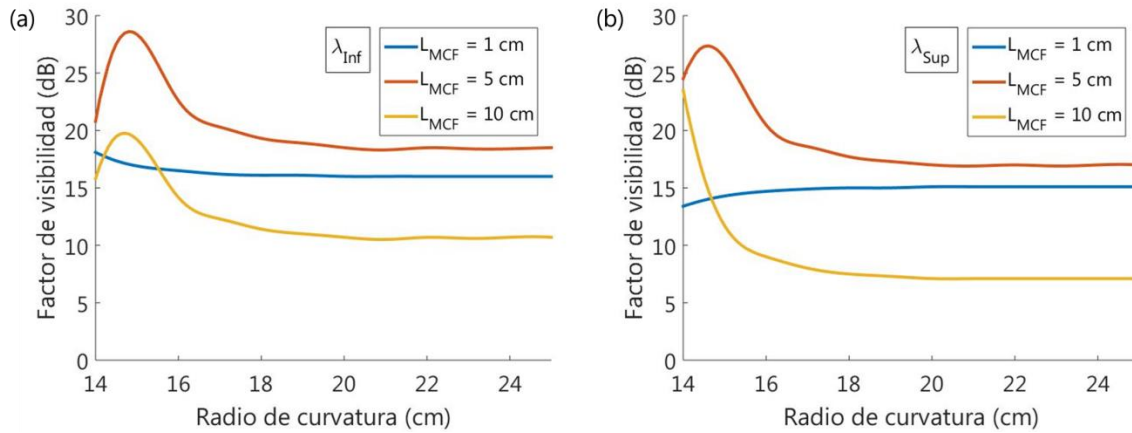 (a)
Factor de visibilidad (dB)
30
25
20
15
10
5
0
λInf
LMCF = 1 cm
LMCF = 5 cm
LMCF = 10 cm
14 16 18 20 22 24
Radio de curvatura (cm)
(b)
Factor de visibilidad (dB)
30
25
20
15
10
5
0
λSup
LMCF = 1 cm
LMCF = 5 cm
LMCF = 10 cm
14 16 18 20 22 24
Radio de curvatura (cm)